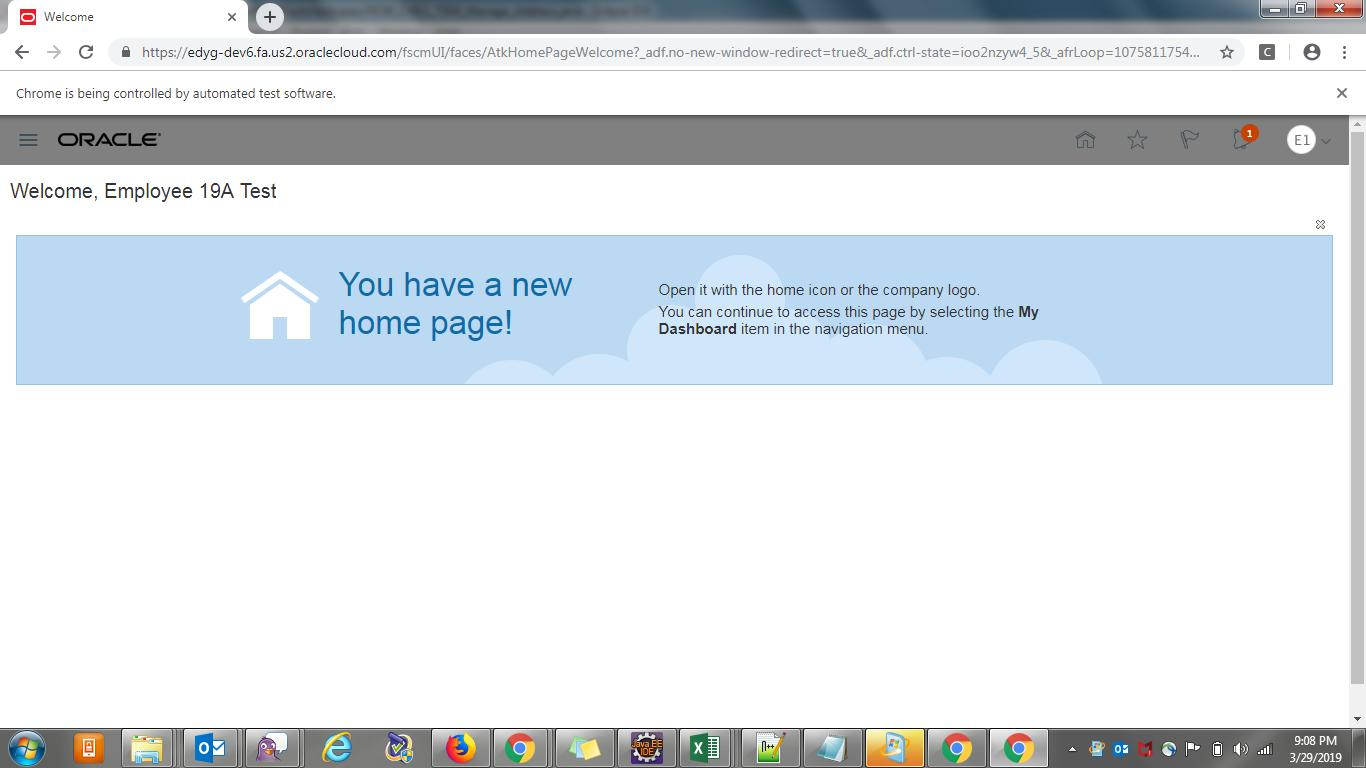 Welcome
https://edyg-dev6.fa.us2.oraclecloud.com/fscmUI/faces/AtkHomePageWelcome?_adf.no-new-window-redirect=true&_adf.ctrl-state=ioo2nzyw4_5&_afrLoop=1075811754...
C
Chrome is being controlled by automated test software.
ORACLE
1
E1
Welcome, Employee 19A Test
You have a new
home page!
Open it with the home icon or the company logo.
You can continue to access this page by selecting the My
Dashboard item in the navigation menu.
Java EE
IDE
9:08 PM
3/29/2019